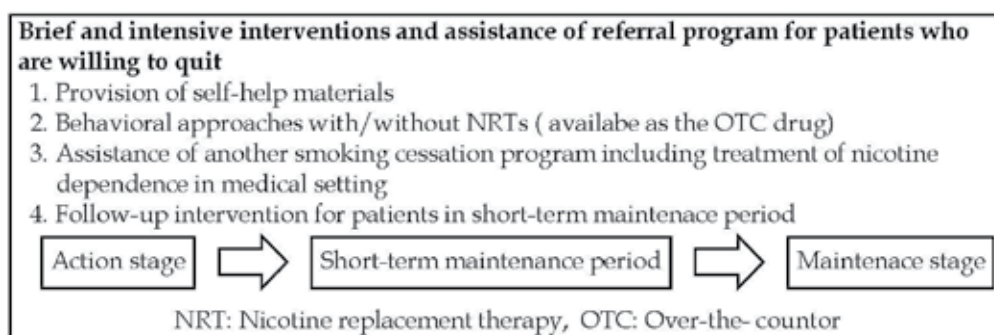 Brief and intensive interventions and assistance of referral program for patients who
are willing to quit
1. Provision of self-help materials
2. Behavioral approaches with/without NRTs ( availabe as the OTC drug)
3. Assistance of another smoking cessation program including treatment of nicotine
dependence in medical setting
4. Follow-up intervention for patients in short-term maintenace period
Action stage
Short-term maintenance period
Maintenace stage
NRT: Nicotine replacement therapy, OTC: Over-the- countor